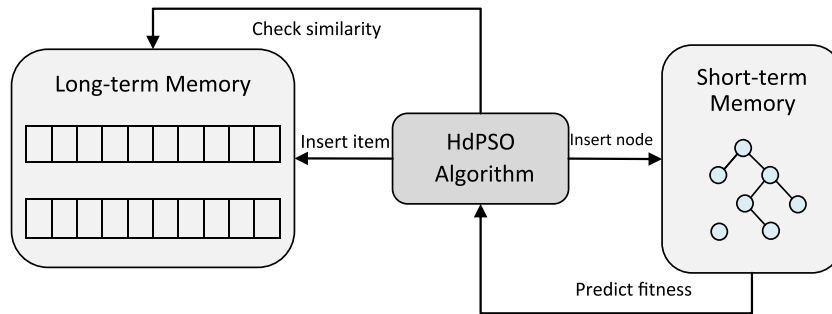 Check similarity
Long-term Memory
Insert item
HdPSO
Algorithm
Insert node
Short-term
Memory
Predict fitness